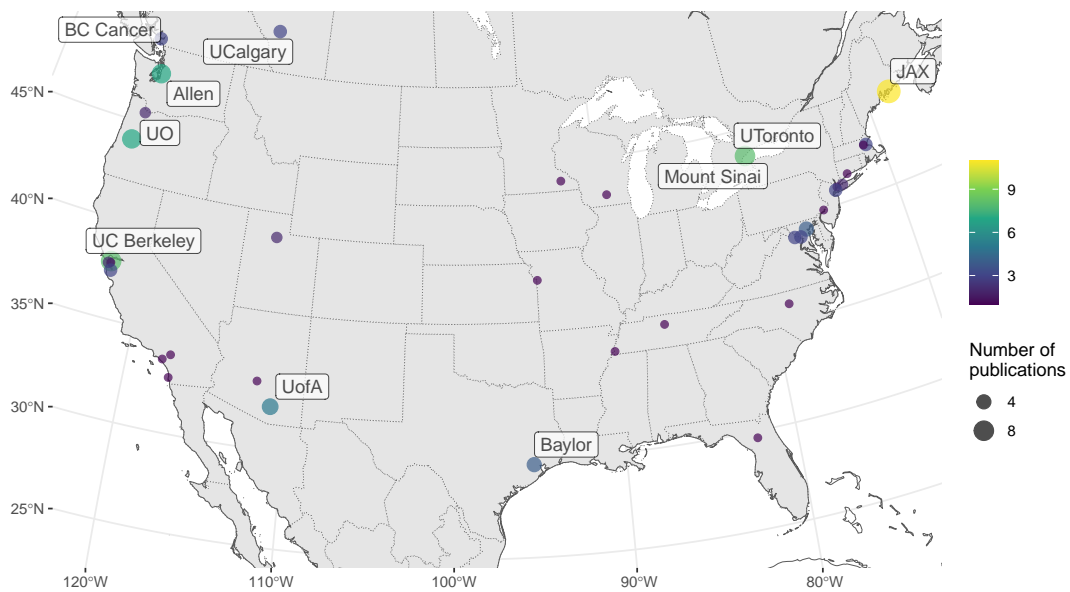 BC Cancer
UCalgary
JAX
Allen
45°N
UO
UToronto
Mount Sinai
40°N
UC Berkeley
35°N
UofA
30°N
Baylor
25°N
120°W
110°W
100°W
90°W
80°W
9
6
3
Number of
publications
4
8